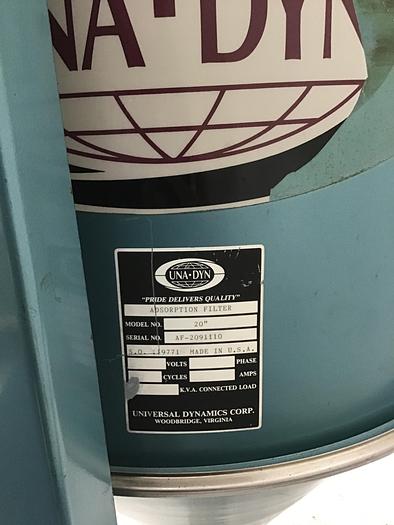 UNA-DYN
UNA-DYN
"PRIDE DELIVERS QUALITY"
ADSORPTION FILTER
MODEL NO. 20"
SERIAL NO. AF-2091110
S.O. MADE IN U.S.A.
VOLTS PHASE
CYCLES AMPS
K.V.A. CONNECTED LOAD
UNIVERSAL DYNAMICS CORP.
WOODBRIDGE, VIRGINIA